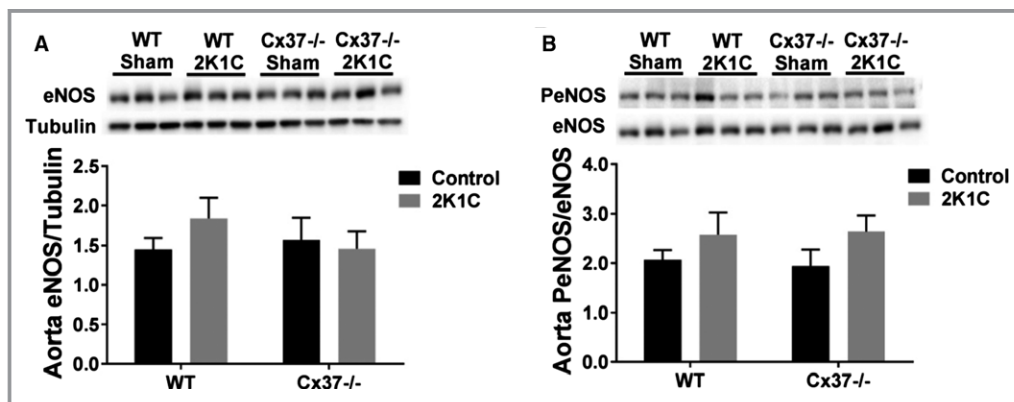 A
WT Sham
WT 2K1C
Cx37-/- Sham
Cx37-/- 2K1C
eNOS
Tubulin
Aorta eNOS/Tubulin
2.5
2.0
1.5
1.0
0.5
0.0
WT
Cx37-/-
Control
2K1C
B
WT Sham
WT 2K1C
Cx37-/- Sham
Cx37-/- 2K1C
PeNOS
eNOS
Aorta PeNOS/eNOS
4.0
3.0
2.0
1.0
0.0
WT
Cx37-/-
Control
2K1C